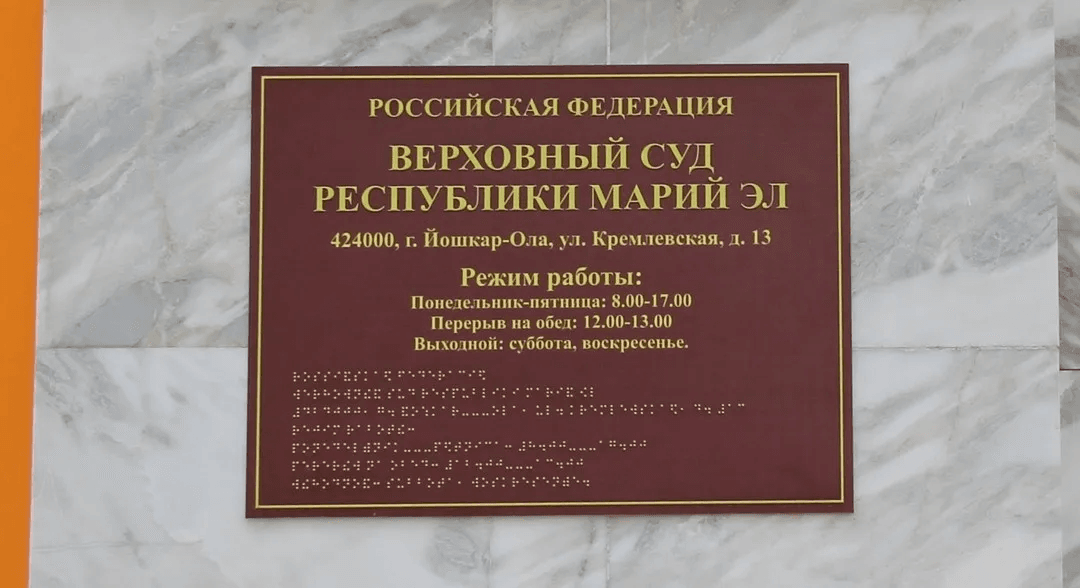 РОССИЙСКАЯ ФЕДЕРАЦИЯ
ВЕРХОВНЫЙ СУД
РЕСПУБЛИКИ МАРИЙ ЭЛ
424000, г. Йошкар-Ола, ул. Кремлевская, д. 13
Режим работы:
Понедельник-пятница: 8.00-17.00
Перерыв на обед: 12.00-13.00
Выходной: суббота, воскресенье.